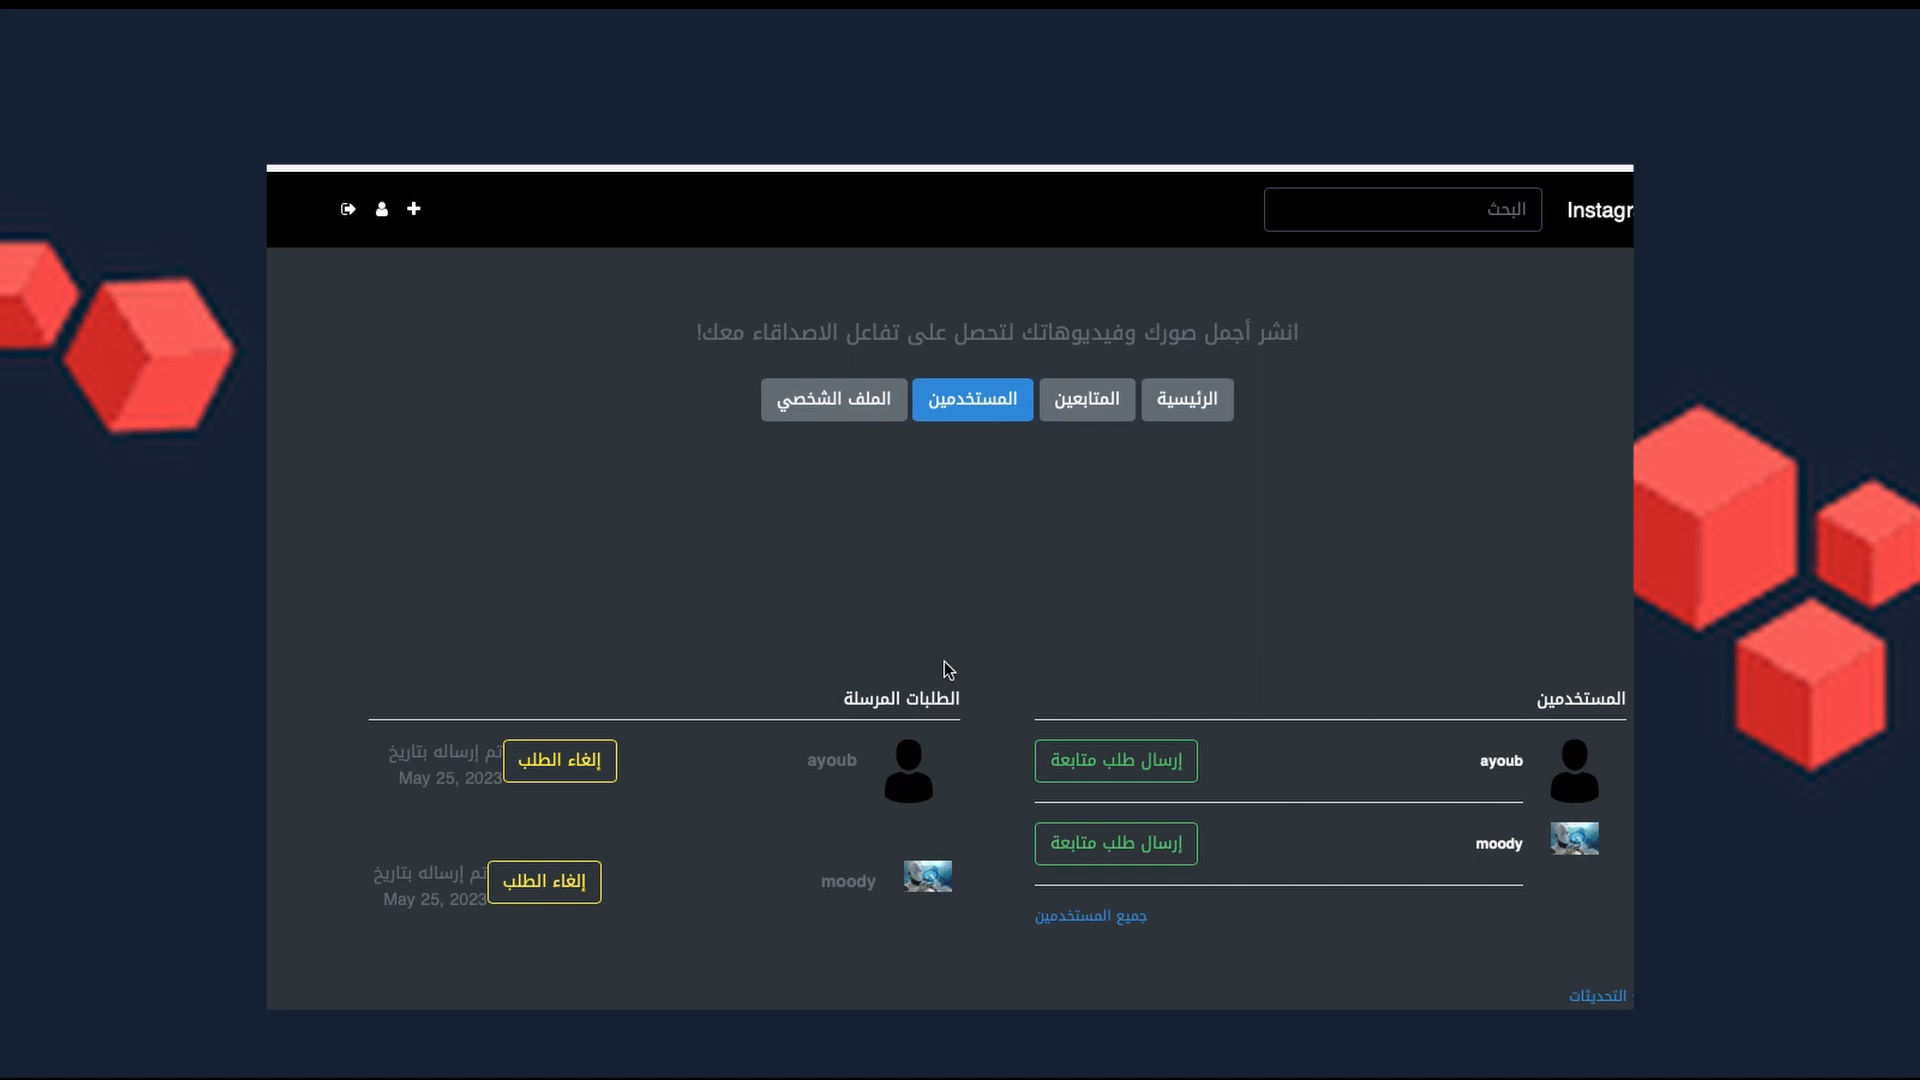 Instagr
البحث
انشر أجمل صورك وفيديوهاتك لتحصل على تفاعل الاصداقاء معك!
الرئيسية
المتابعين
المستخدمين
الملف الشخصي
المستخدمين
ayoub
إرسال طلب متابعة
moody
إرسال طلب متابعة
جميع المستخدمين
الطلبات المرسلة
ayoub
إلغاء الطلب
تم إرساله بتاريخ
May 25, 2023
moody
إلغاء الطلب
تم إرساله بتاريخ
May 25, 2023
التحديثات